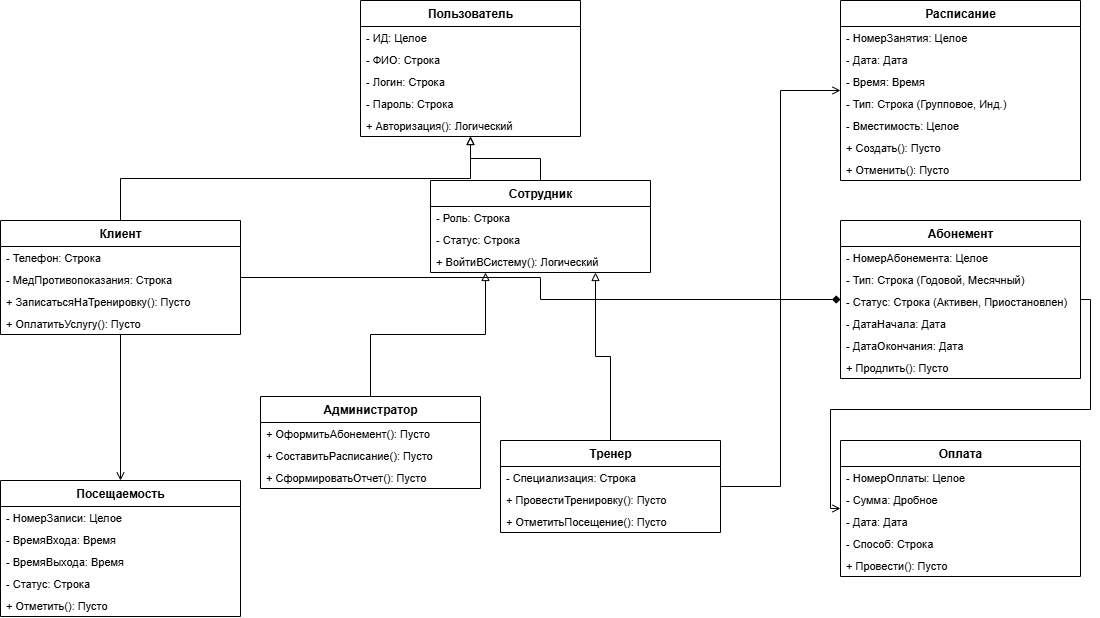 Пользователь
- ИД: Целое
- ФИО: Строка
- Логин: Строка
- Пароль: Строка
+ Авторизация(): Логический
Расписание
- НомерЗанятия: Целое
- Дата: Дата
- Время: Время
- Тип: Строка (Групповое, Инд.)
- Вместимость: Целое
+ Создать(): Пусто
+ Отменить(): Пусто
Сотрудник
- Роль: Строка
- Статус: Строка
+ ВойтиВСистему(): Логический
Клиент
- Телефон: Строка
- МедПротивопоказания: Строка
+ ЗаписатьсяНаТренировку(): Пусто
+ ОплатитьУслугу(): Пусто
Абонемент
- НомерАбонемента: Целое
- Тип: Строка (Годовой, Месячный)
- Статус: Строка (Активен, Приостановлен)
- ДатаНачала: Дата
- ДатаОкончания: Дата
+ Продлить(): Пусто
Администратор
+ ОформитьАбонемент(): Пусто
+ СоставитьРасписание(): Пусто
+ СформироватьОтчет(): Пусто
Тренер
- Специализация: Строка
+ ПровестиТренировку(): Пусто
+ ОтметитьПосещение(): Пусто
Оплата
- НомерОплаты: Целое
- Сумма: Дробное
- Дата: Дата
- Способ: Строка
+ Провести(): Пусто
Посещаемость
- НомерЗаписи: Целое
- ВремяВхода: Время
- ВремяВыхода: Время
- Статус: Строка
+ Отметить(): Пусто